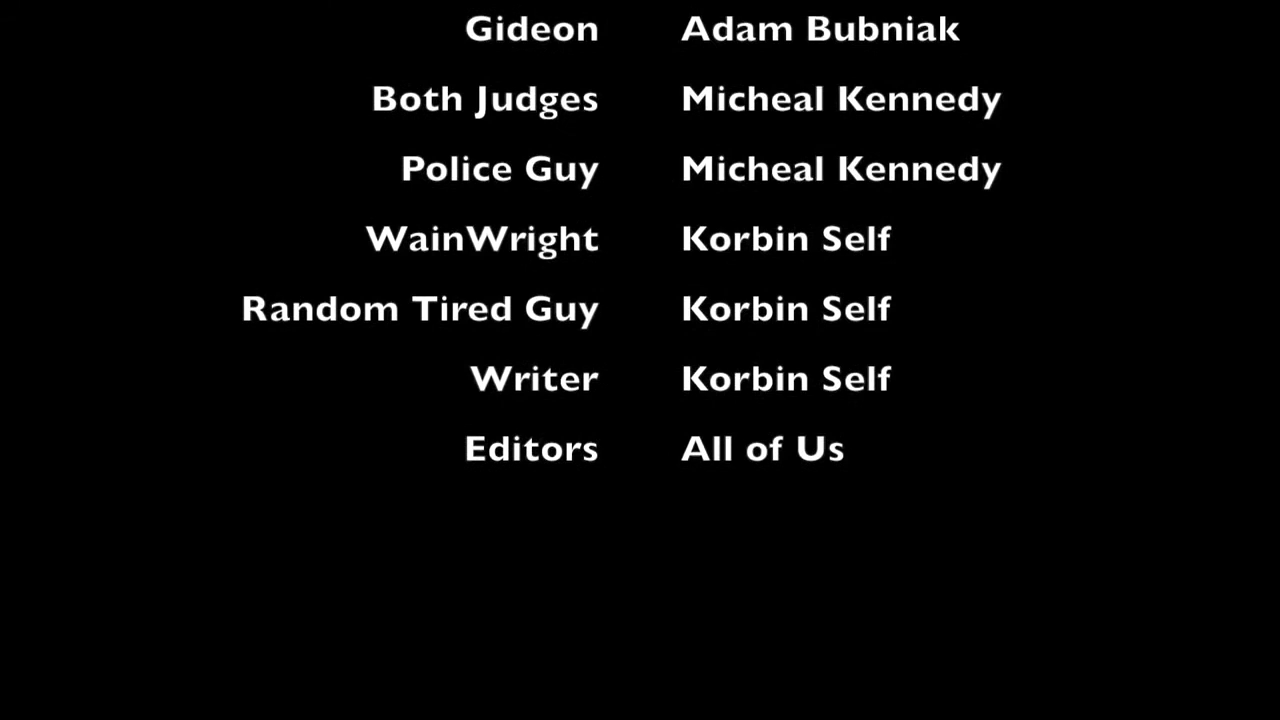 Gideon Adam Bubniak
Both Judges Micheal Kennedy
Police Guy Micheal Kennedy
WainWright Korbin Self
Random Tired Guy Korbin Self
Writer Korbin Self
Editors All of Us